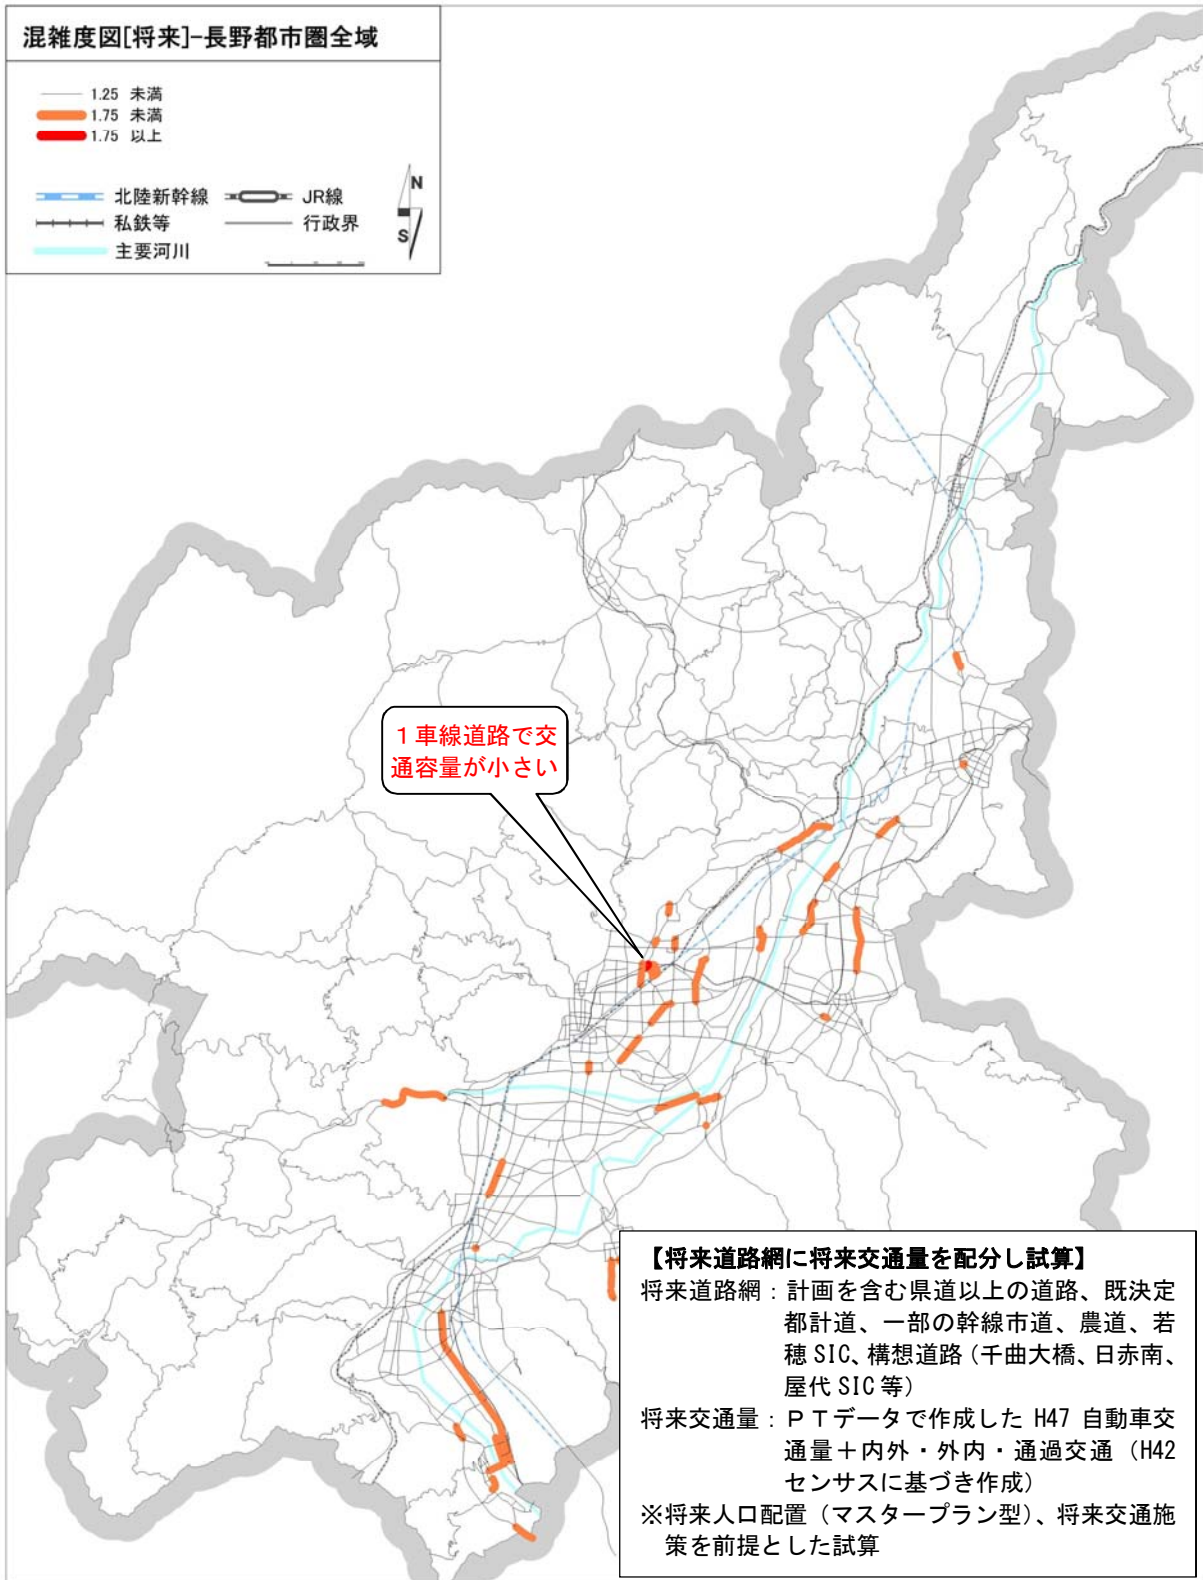 混雑度図[将来]-長野都市圏全域
1.25 未満
1.75 未満
1.75 以上
北陸新幹線
JR線
私鉄等
行政界
主要河川
N
S
１車線道路で交
通容量が小さい
【将来道路網に将来交通量を配分し試算】
将来道路網：計画を含む県道以上の道路、既決定
都計道、一部の幹線市道、農道、若
穂 SIC、構想道路（千曲大橋、日赤南、
屋代 SIC 等）
将来交通量：ＰＴデータで作成した H47 自動車交
通量＋内外・外内・通過交通（H42
センサスに基づき作成）
※将来人口配置（マスタープラン型）、将来交通施
策を前提とした試算